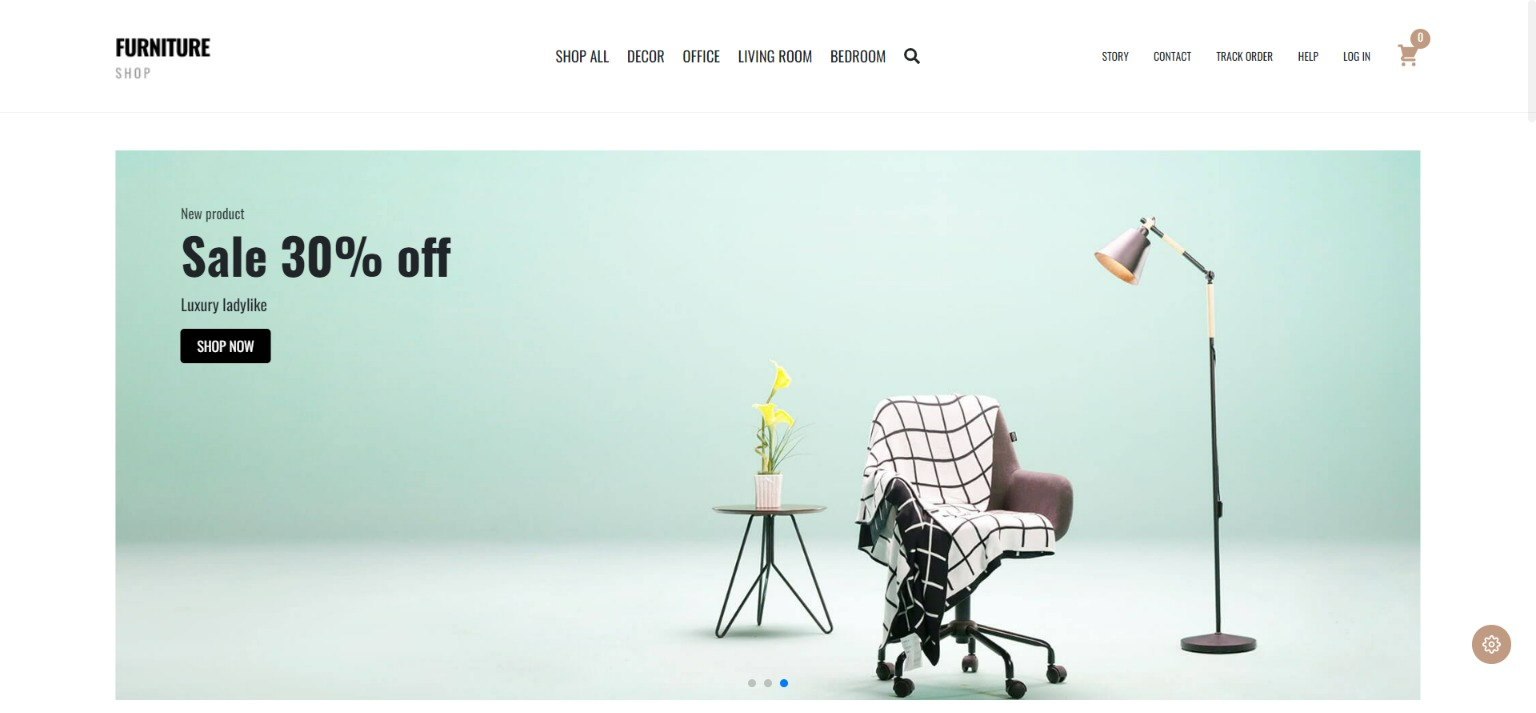 FURNITURE
SHOP
SHOP ALL DECOR OFFICE LIVING ROOM BEDROOM
STORY CONTACT TRACK ORDER HELP LOG IN 0
New product
Sale 30% off
Luxury ladylike
SHOP NOW